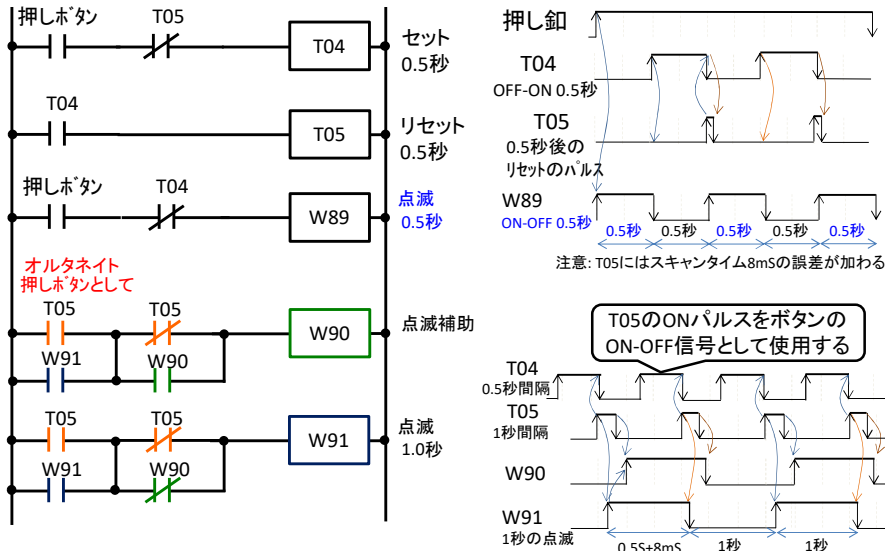 押しボタン
T05
T04
セット
0.5秒
T04
T05
リセット
0.5秒
押しボタン
T04
W89
点滅
0.5秒
オルタネイト
押しボタンとして
T05
T05
W90
点滅補助
W91
W90
T05
T05
W91
点滅
1.0秒
W91
W90
押し釦
T04
OFF-ON 0.5秒
T05
0.5秒後の
リセットのパルス
W89
ON-OFF 0.5秒
0.5秒
0.5秒
0.5秒
0.5秒
0.5秒
注意: T05にはスキャンタイム8mSの誤差が加わる
T05のONパルスをボタンの
ON-OFF信号として使用する
T04
0.5秒間隔
T05
1秒間隔
W90
W91
1秒の点滅
0.5S+8mS
1秒
1秒